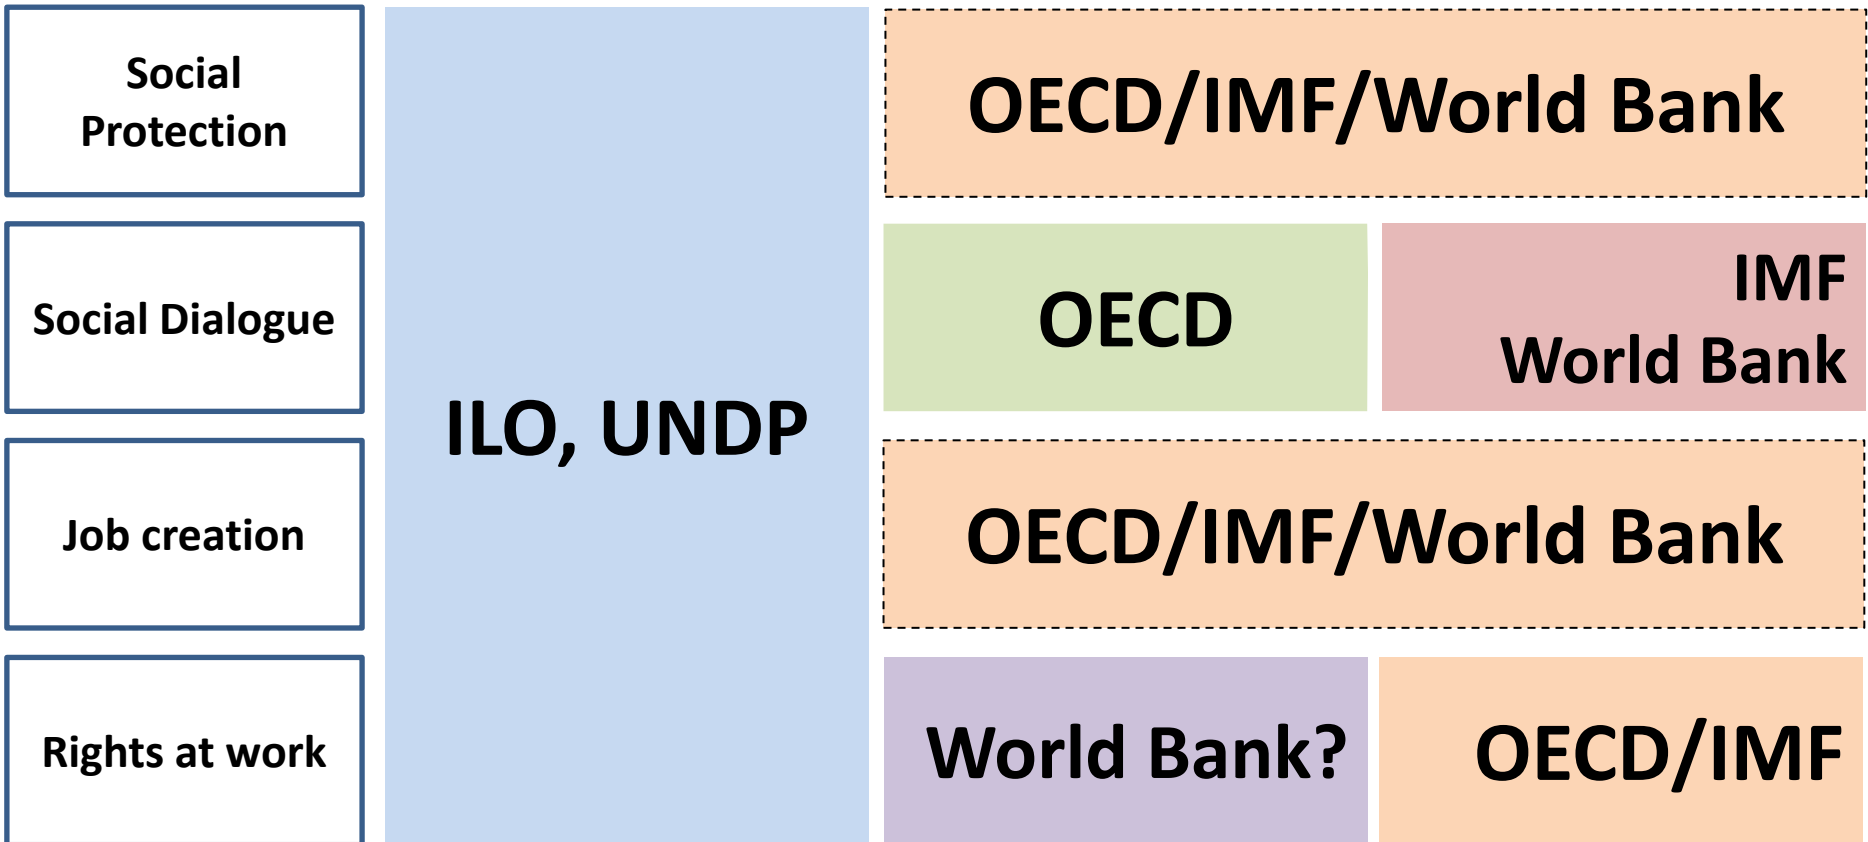 Social
Protection
OECD/IMF/World Bank
Social Dialogue
OECD
IMF
World Bank
ILO, UNDP
Job creation
OECD/IMF/World Bank
Rights at work
World Bank?
OECD/IMF